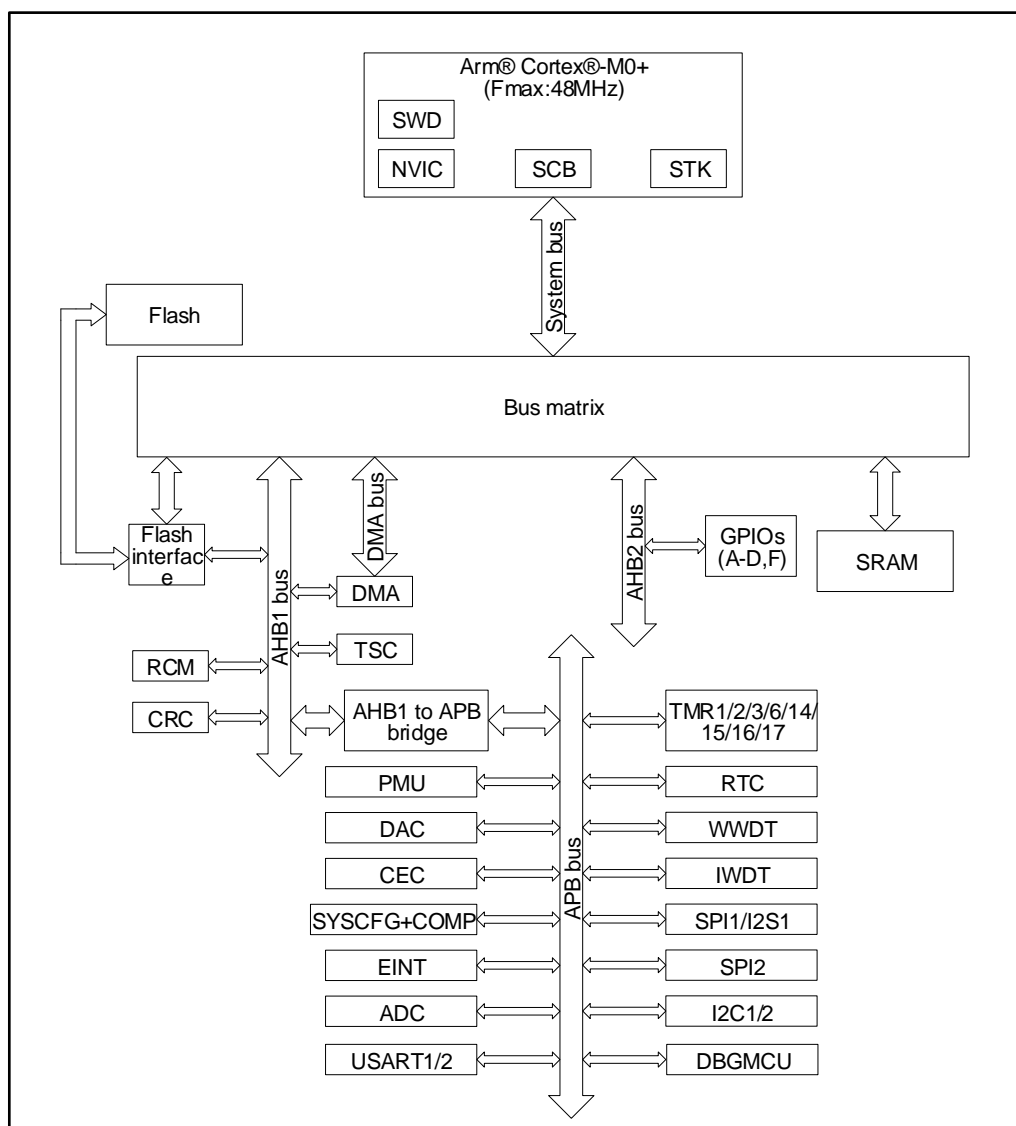 Arm® Cortex®-M0+
(Fmax:48MHz)
SWD
NVIC
SCB
STK
System bus
Flash
Bus matrix
Flash
interfac
e
AHB1 bus
DMA bus
AHB2 bus
GPIOs
(A-D,F)
SRAM
DMA
TSC
RCM
CRC
AHB1 to APB
bridge
APB bus
TMR1/2/3/6/14/
15/16/17
PMU
RTC
DAC
WWDT
CEC
IWDT
SYSCFG+COMP
SPI1/I2S1
EINT
SPI2
ADC
I2C1/2
USART1/2
DBGMCU